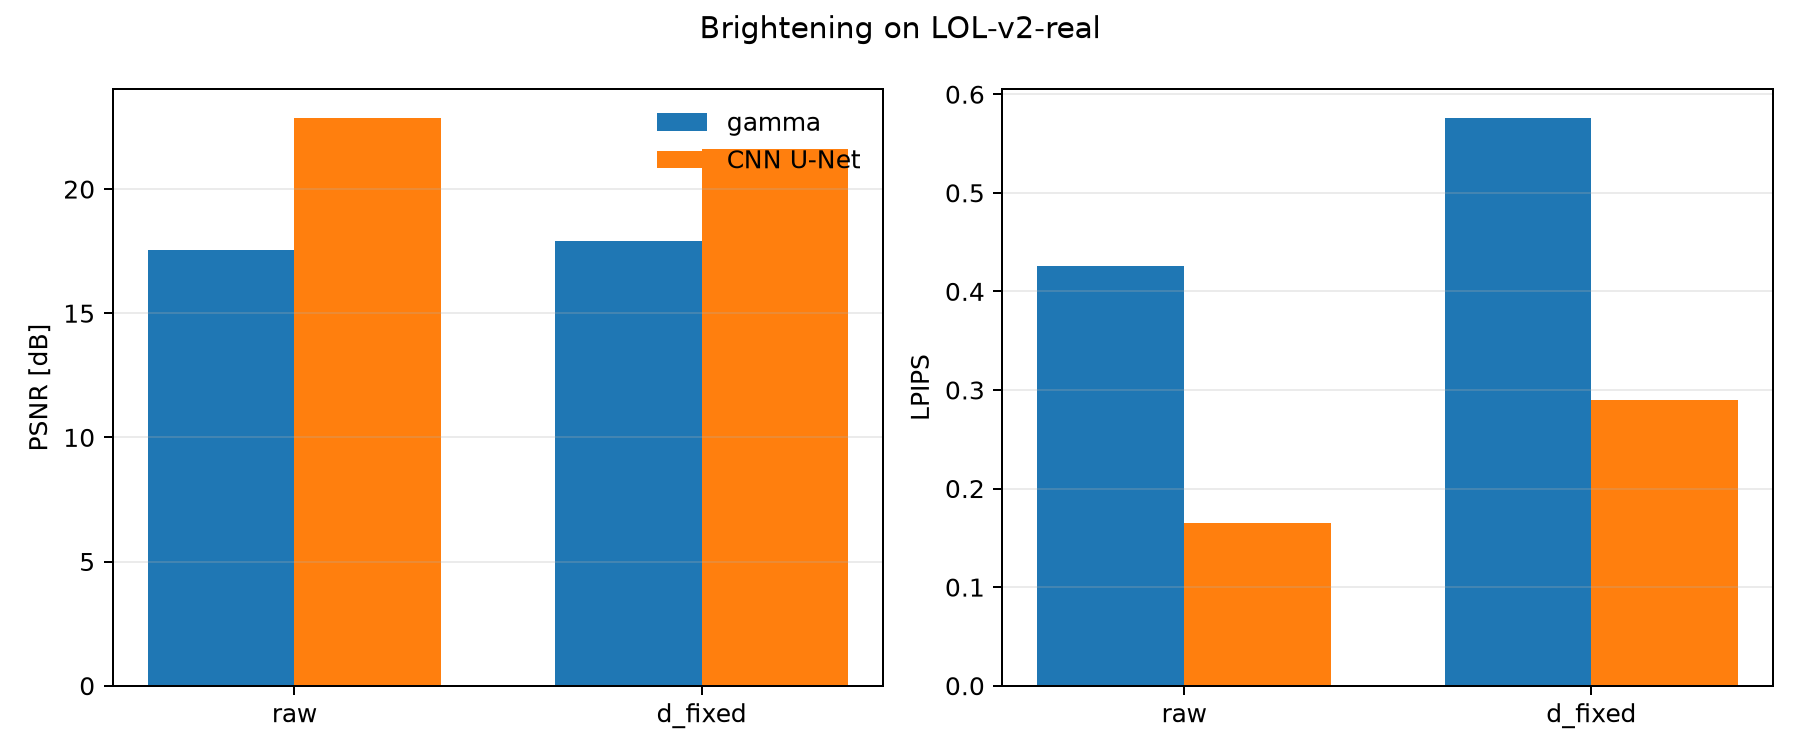 Brightening on LOL-v2-real
PSNR [dB]
20
15
10
5
0
gamma
CNN U-Net
raw
d_fixed
LPIPS
0.6
0.5
0.4
0.3
0.2
0.1
0.0
raw
d_fixed